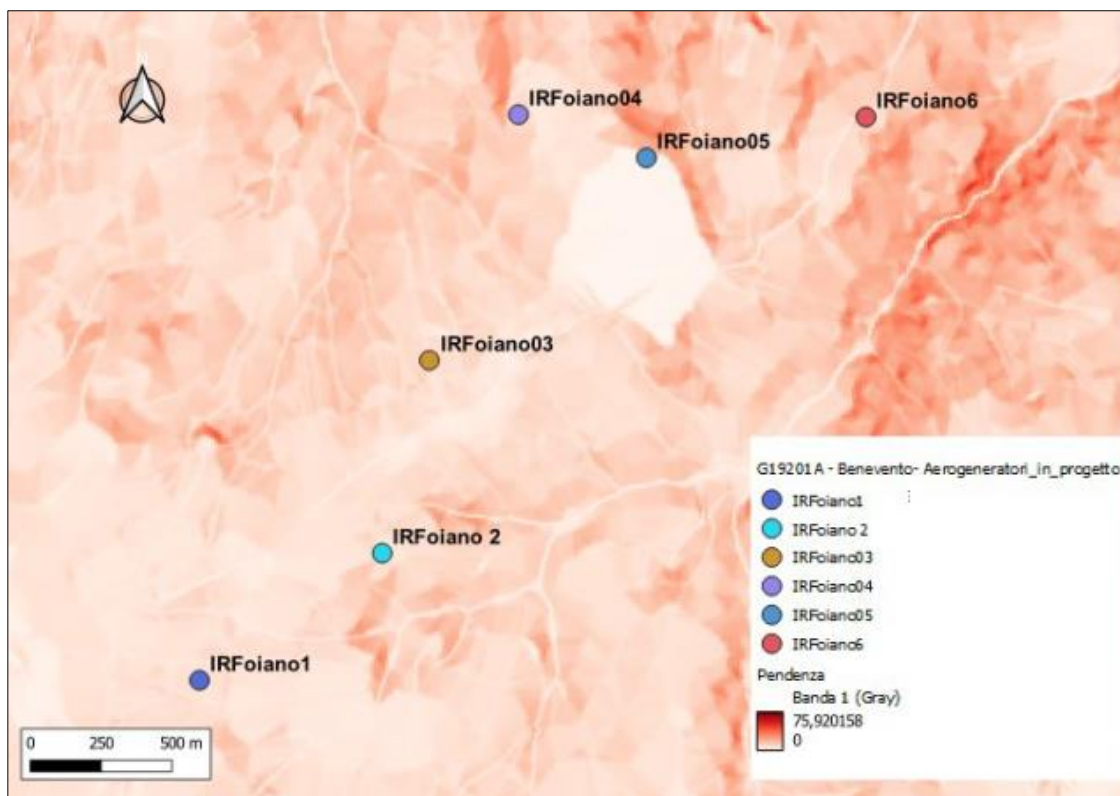 IRFoiano04
IRFoiano6
IRFoiano05
IRFoiano03
IRFoiano 2
IRFoiano1
0 250 500 m
G19201A - Benevento- Aerogeneratori_in_progetto
IRFoiano1
IRFoiano 2
IRFoiano03
IRFoiano04
IRFoiano05
IRFoiano6
Pendenza
Banda 1 (Gray)
75,920158
0